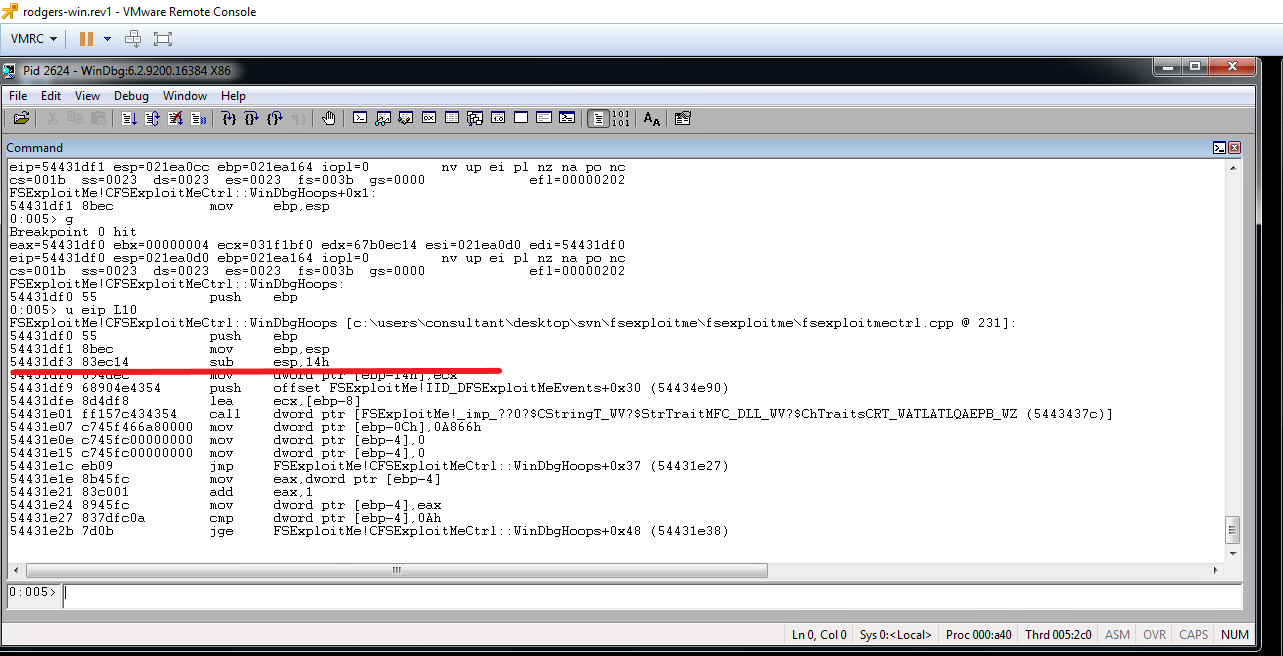 rodgers-win.rev1 - VMware Remote Console
VMRC
Pid 2624 - WinDbg:6.2.9200.16384 X86
File Edit View Debug Window Help
Command
eip=54431df1 esp=021ea0cc ebp=021ea164 iopl=0 nv up ei pl nz na po nc
cs=001b ss=0023 ds=0023 es=0023 fs=003b gs=0000 efl=00000202
FSExploitMe!CFSExploitMeCtrl::WinDbgHoops+0x1:
54431df1 8bec mov ebp,esp
0:005> g
Breakpoint 0 hit
eax=54431df0 ebx=00000004 ecx=031f1bf0 edx=67b0ec14 esi=021ea0d0 edi=54431df0
eip=54431df0 esp=021ea0d0 ebp=021ea164 iopl=0 nv up ei pl nz na po nc
cs=001b ss=0023 ds=0023 es=0023 fs=003b gs=0000 efl=00000202
FSExploitMe!CFSExploitMeCtrl::WinDbgHoops:
54431df0 55 push ebp
0:005> u eip L10
FSExploitMe!CFSExploitMeCtrl::WinDbgHoops [c:\users\consultant\desktop\svn\fsexploitme\fsexploitme\fsexploitmectrl.cpp @ 231]:
54431df0 55 push ebp
54431df1 8bec mov ebp,esp
54431df3 83ec14 sub esp,14h
54431df6 894dec mov dword ptr [ebp-14h],ecx
54431df9 68904e4354 push offset FSExploitMe!IID_DFSExploitMeEvents+0x30 (54434e90)
54431dfe 8d4df8 lea ecx,[ebp-8]
54431e01 ff157c434354 call dword ptr [FSExploitMe!_imp_??0?$CStringT_WV?$StrTraitMFC_DLL_WV?$ChTraitsCRT_WATLATLQAEPB_WZ (5443437c)]
54431e07 c745f466a80000 mov dword ptr [ebp-0Ch],0A866h
54431e0e c745fc00000000 mov dword ptr [ebp-4],0
54431e15 c745fc00000000 mov dword ptr [ebp-4],0
54431e1c eb09 jmp FSExploitMe!CFSExploitMeCtrl::WinDbgHoops+0x37 (54431e27)
54431e1e 8b45fc mov eax,dword ptr [ebp-4]
54431e21 83c001 add eax,1
54431e24 8945fc mov dword ptr [ebp-4],eax
54431e27 837dfc0a cmp dword ptr [ebp-4],0Ah
54431e2b 7d0b jge FSExploitMe!CFSExploitMeCtrl::WinDbgHoops+0x48 (54431e38)
0:005>
Ln 0, Col 0 Sys 0:<Local> Proc 000:a40 Thrd 005:2c0 ASM OVR CAPS NUM